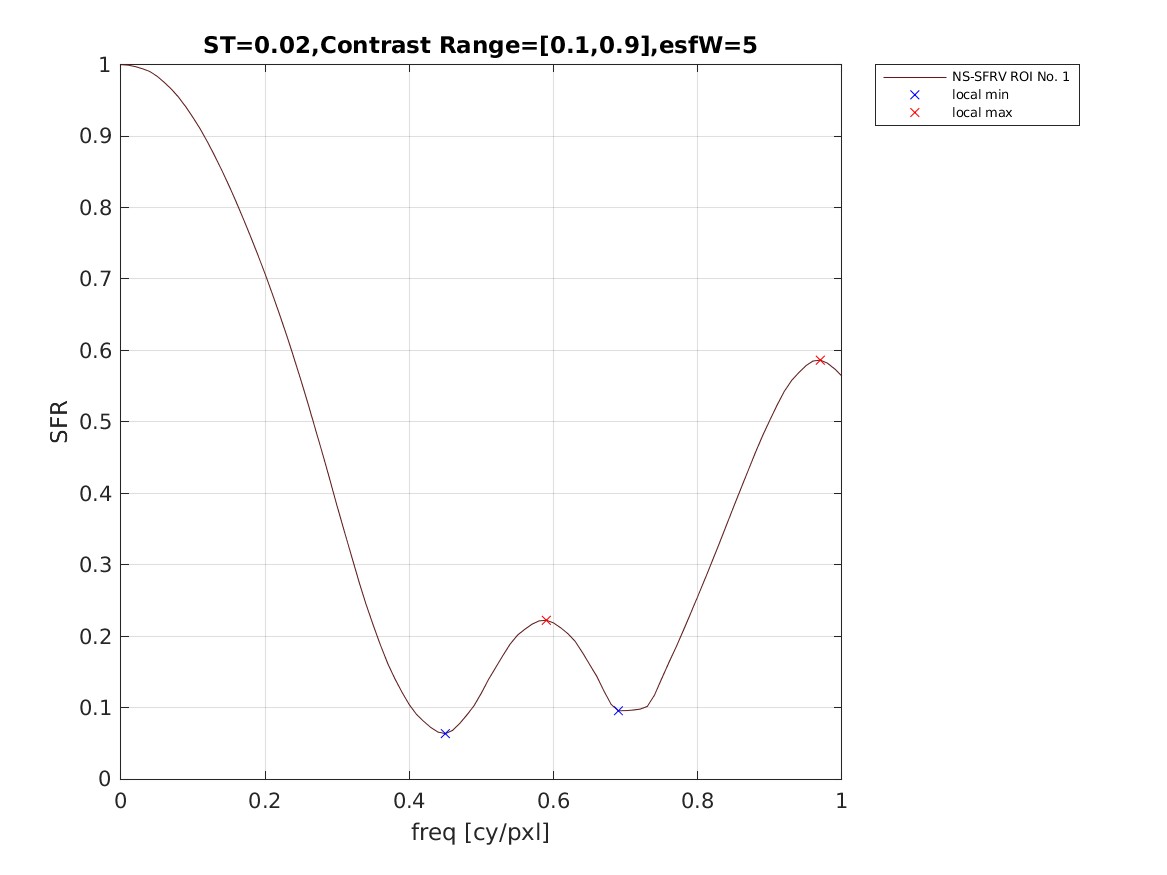 ST=0.02,Contrast Range=[0.1,0.9],esfW=5
NS-SFRV ROI No. 1
local min
local max
1
0.9
0.8
0.7
0.6
0.5
0.4
0.3
0.2
0.1
0
SFR
0
0.2
0.4
0.6
0.8
1
freq [cy/pxl]